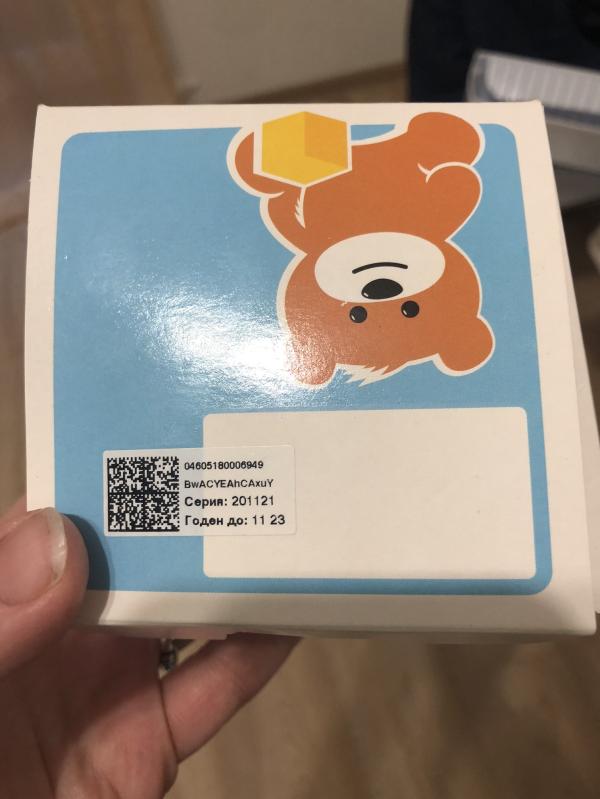 04605180006949
BwACYEAhCAxuY
Серия: 201121
Годен до: 11 23